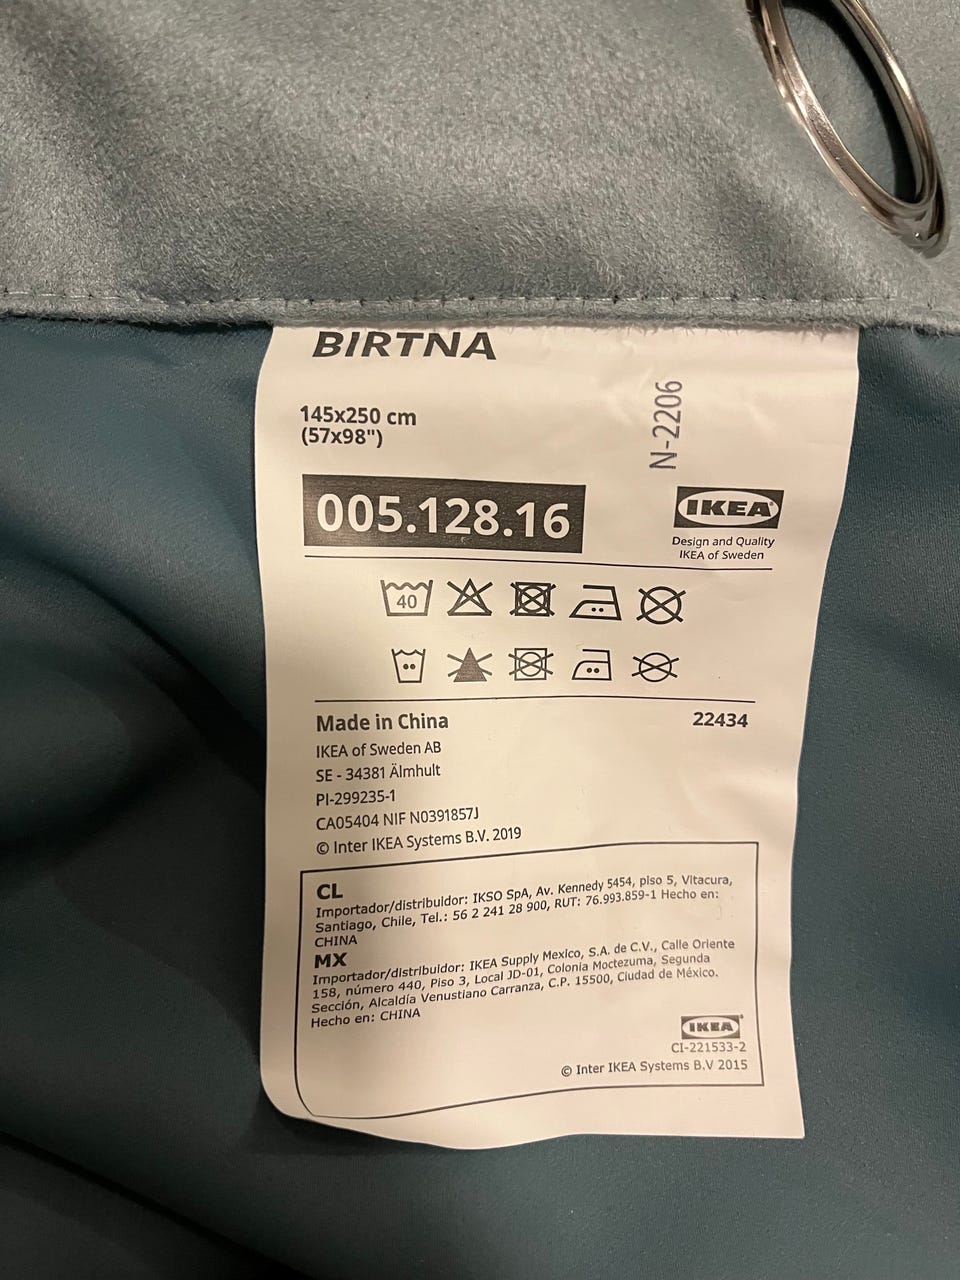 BIRTNA
145x250 cm
(57x98")
N-2206
005.128.16
IKEA®
Design and Quality
IKEA of Sweden
40
Made in China
22434
IKEA of Sweden AB
SE - 34381 Älmhult
PI-299235-1
CA05404 NIF N0391857J
© Inter IKEA Systems B.V. 2019
CL
Importador/distribuidor: IKSO SpA, Av. Kennedy 5454, piso 5, Vitacura,
Santiago, Chile, Tel.: 56 2 241 28 900, RUT: 76.993.859-1 Hecho en:
CHINA
MX
Importador/distribuidor: IKEA Supply Mexico, S.A. de C.V., Calle Oriente
158, número 440, Piso 3, Local JD-01, Colonia Moctezuma, Segunda
Sección, Alcaldía Venustiano Carranza, C.P. 15500, Ciudad de México.
Hecho en: CHINA
IKEA®
CI-221533-2
© Inter IKEA Systems B.V 2015